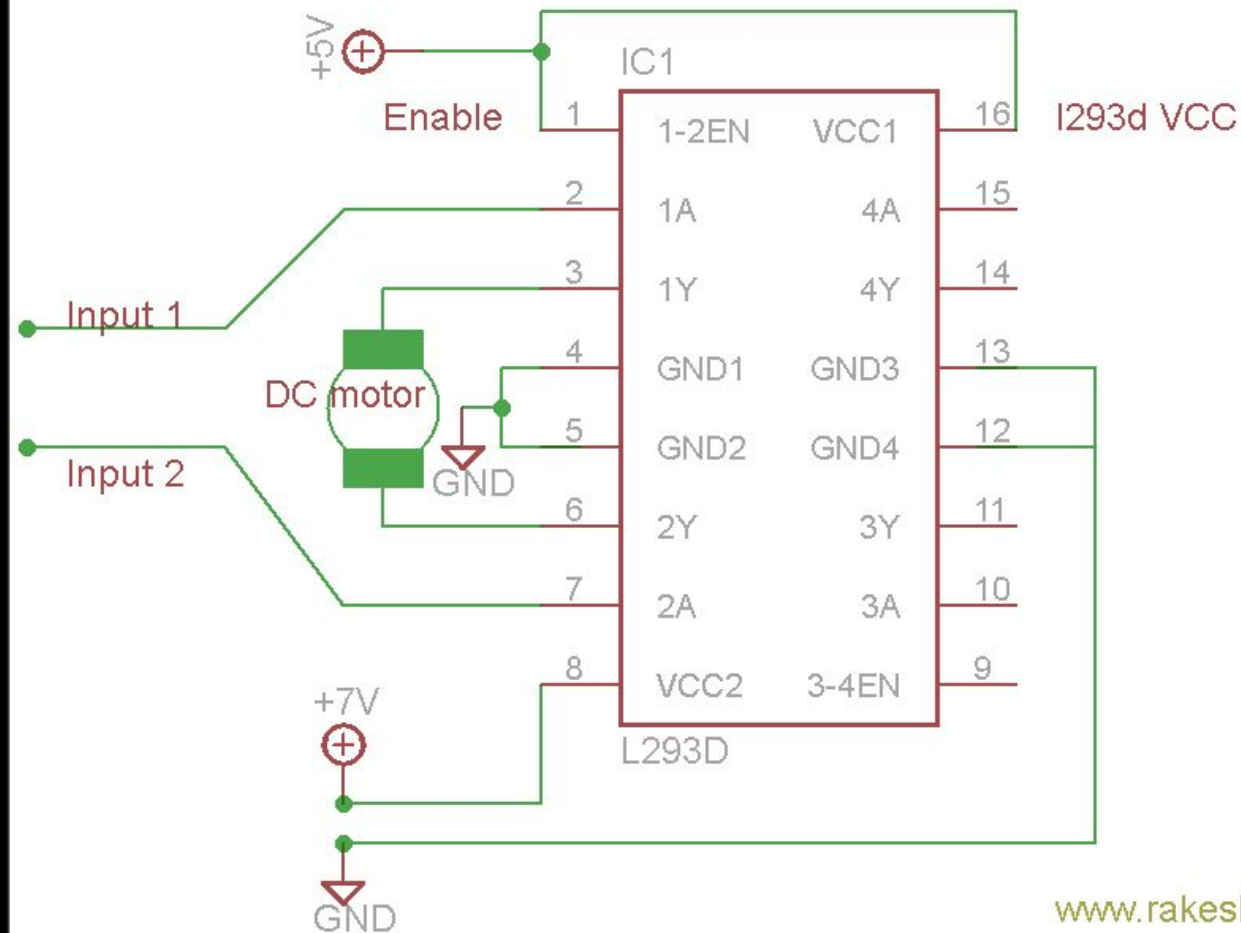 +5V
IC1
Enable
1 1-2EN VCC1 16 l293d VCC
2 1A 4A 15
3 1Y 4Y 14
Input 1
4 GND1 GND3 13
DC motor
5 GND2 GND4 12
Input 2
GND
6 2Y 3Y 11
7 2A 3A 10
8 VCC2 3-4EN 9
+7V
L293D
GND